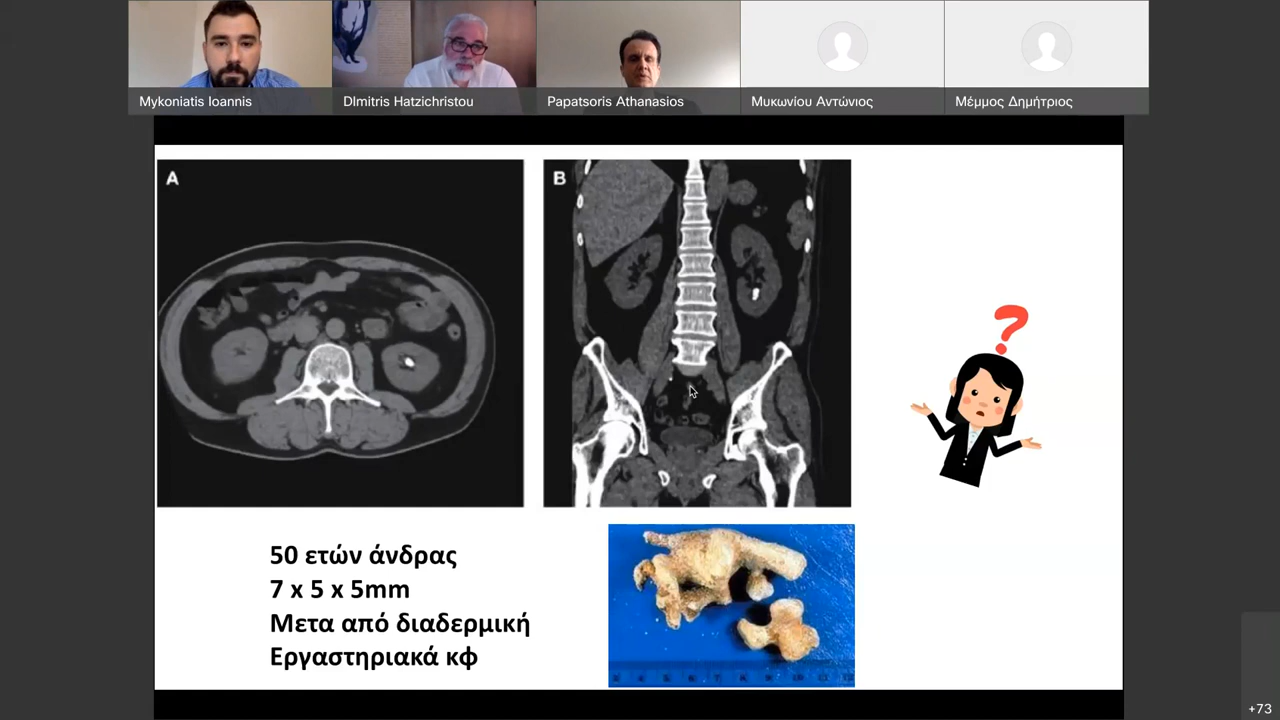 Mykoniatis Ioannis
DImitris Hatzichristou
Papatsoris Athanasios
Μυκωνίου Αντώνιος
Μέμμος Δημήτριος
A
B
?
50 ετών άνδρας
7 x 5 x 5mm
Μετα από διαδερμική
Εργαστηριακά κφ
+73